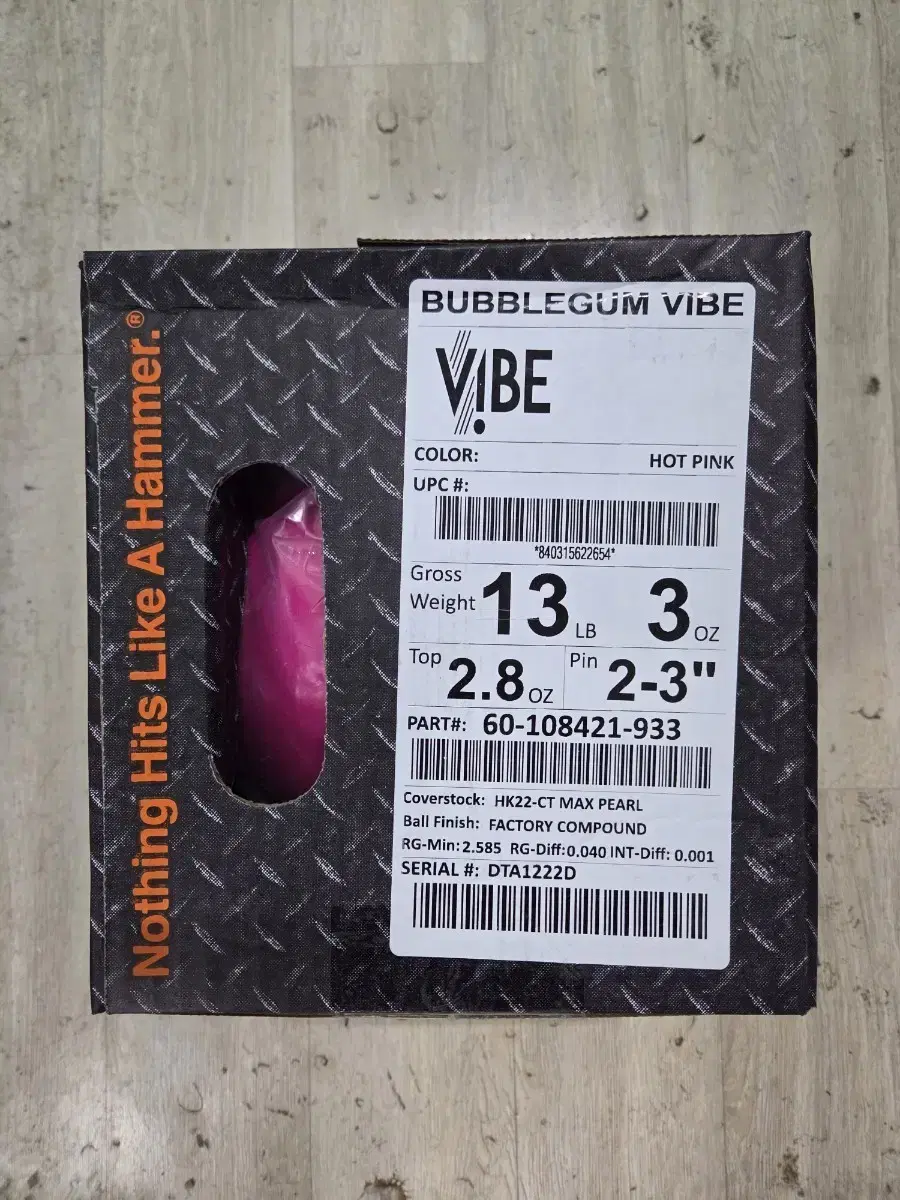 Nothing Hits Like A Hammer.®
BUBBLEGUM VIBE
VIBE
COLOR: HOT PINK
UPC #:
*840315622654*
Gross Weight 13 LB 3 OZ
Top 2.8 OZ Pin 2-3"
PART#: 60-108421-933
Coverstock: HK22-CT MAX PEARL
Ball Finish: FACTORY COMPOUND
RG-Min: 2.585 RG-Diff: 0.040 INT-Diff: 0.001
SERIAL #: DTA1222D